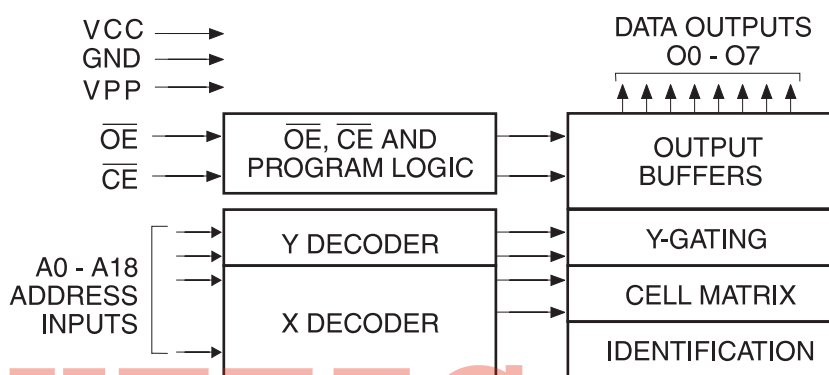 VCC
GND
VPP
OE
CE
A0 - A18
ADDRESS
INPUTS
OE, CE AND
PROGRAM LOGIC
Y DECODER
X DECODER
DATA OUTPUTS
O0 - O7
OUTPUT
BUFFERS
Y-GATING
CELL MATRIX
IDENTIFICATION